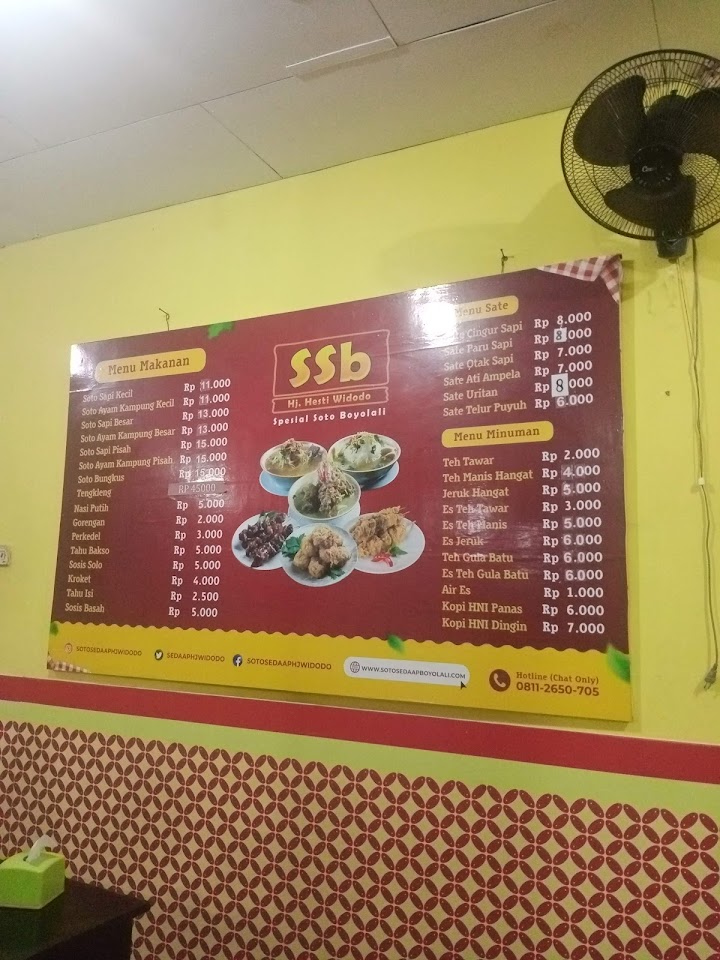 Menu Makanan
Soto Sapi Kecil Rp 11.000
Soto Ayam Kampung Kecil Rp 11.000
Soto Sapi Besar Rp 13.000
Soto Ayam Kampung Besar Rp 13.000
Soto Sapi Pisah Rp 15.000
Soto Ayam Kampung Pisah Rp 15.000
Soto Bungkus Rp 15.000
Tengkleng RP 45000
Nasi Putih Rp 5.000
Gorengan Rp 2.000
Perkedel Rp 3.000
Tahu Bakso Rp 5.000
Sosis Solo Rp 5.000
Kroket Rp 4.000
Tahu Isi Rp 2.500
Sosis Basah Rp 5.000
SSb
Hj. Hesti Widodo
Spesial Soto Boyolali
Menu Sate
Sate Cingur Sapi Rp 8.000
Sate Paru Sapi Rp 8.000
Sate Otak Sapi Rp 7.000
Sate Ati Ampela Rp 7.000
Sate Uritan Rp 8.000
Sate Telur Puyuh Rp 6.000
Menu Minuman
Teh Tawar Rp 2.000
Teh Manis Hangat Rp 4.000
Jeruk Hangat Rp 5.000
Es Teh Tawar Rp 3.000
Es Teh Manis Rp 5.000
Es Jeruk Rp 6.000
Teh Gula Batu Rp 6.000
Es Teh Gula Batu Rp 6.000
Air Es Rp 1.000
Kopi HNI Panas Rp 6.000
Kopi HNI Dingin Rp 7.000
SOTOSEDAAPHJWIDODO
SEDAAPHJWIDODO
SOTOSEDAAPHJWIDODO
WWW.SOTOSEDAAPBOYOLALI.COM
Hotline (Chat Only)
0811-2650-705